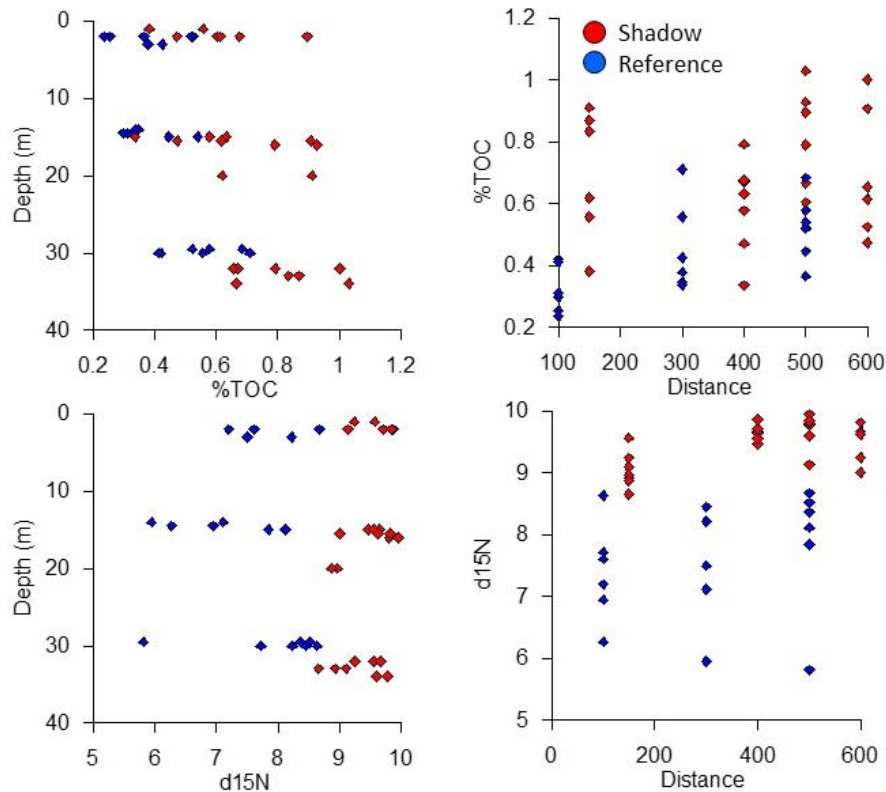 0
10
20
30
40
Depth (m)
0.2 0.4 0.6 0.8 1 1.2
%TOC
1.2
1
0.8
0.6
0.4
0.2
%TOC
Shadow
Reference
100 200 300 400 500 600
Distance
0
10
20
30
40
Depth (m)
5 6 7 8 9 10
d15N
10
9
8
7
6
5
d15N
0 200 400 600
Distance